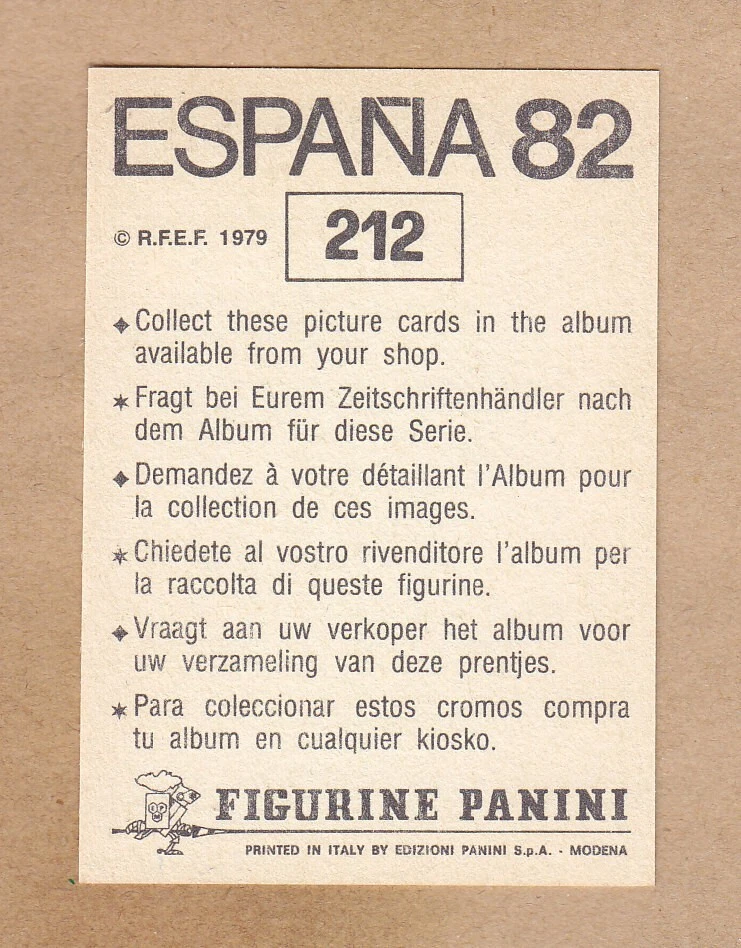 ESPAÑA 82
© R.F.E.F. 1979
212
Collect these picture cards in the album
available from your shop.
Fragt bei Eurem Zeitschriftenhändler nach
dem Album für diese Serie.
Demandez à votre détaillant l'Album pour
la collection de ces images.
Chiedete al vostro rivenditore l'album per
la raccolta di queste figurine.
Vraagt aan uw verkoper het album voor
uw verzameling van deze prentjes.
Para coleccionar estos cromos compra
tu album en cualquier kiosko.
FIGURINE PANINI
PRINTED IN ITALY BY EDIZIONI PANINI S.p.A. - MODENA